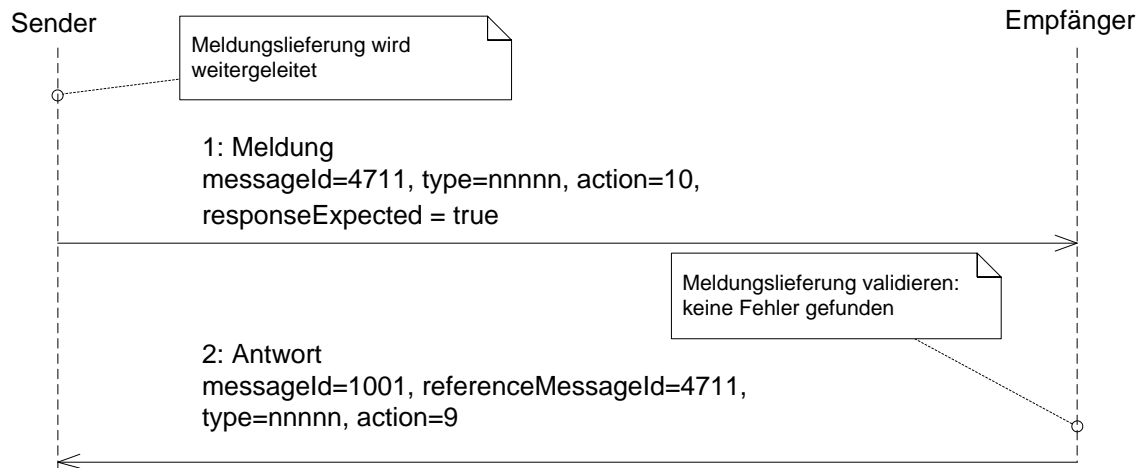 Sender
Empfänger
Meldungslieferung wird
weitergeleitet
1: Meldung
messageId=4711, type=nnnnn, action=10,
responseExpected = true
Meldungslieferung validieren:
keine Fehler gefunden
2: Antwort
messageId=1001, referenceMessageId=4711,
type=nnnnn, action=9